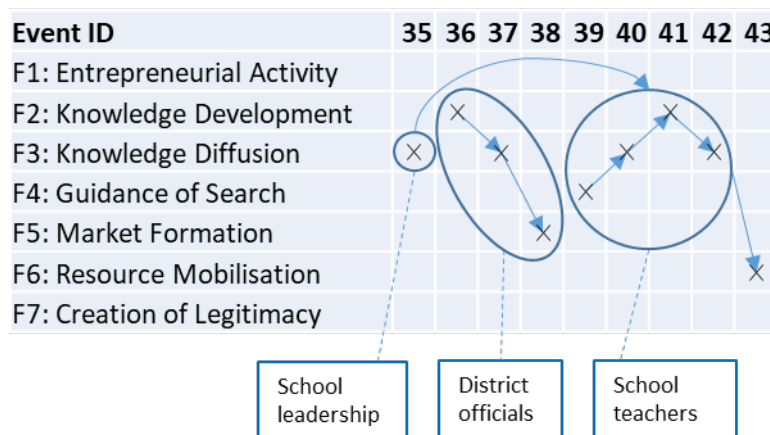 Event ID 35 36 37 38 39 40 41 42 43
F1: Entrepreneurial Activity
F2: Knowledge Development
F3: Knowledge Diffusion
F4: Guidance of Search
F5: Market Formation
F6: Resource Mobilisation
F7: Creation of Legitimacy
School
leadership
District
officials
School
teachers